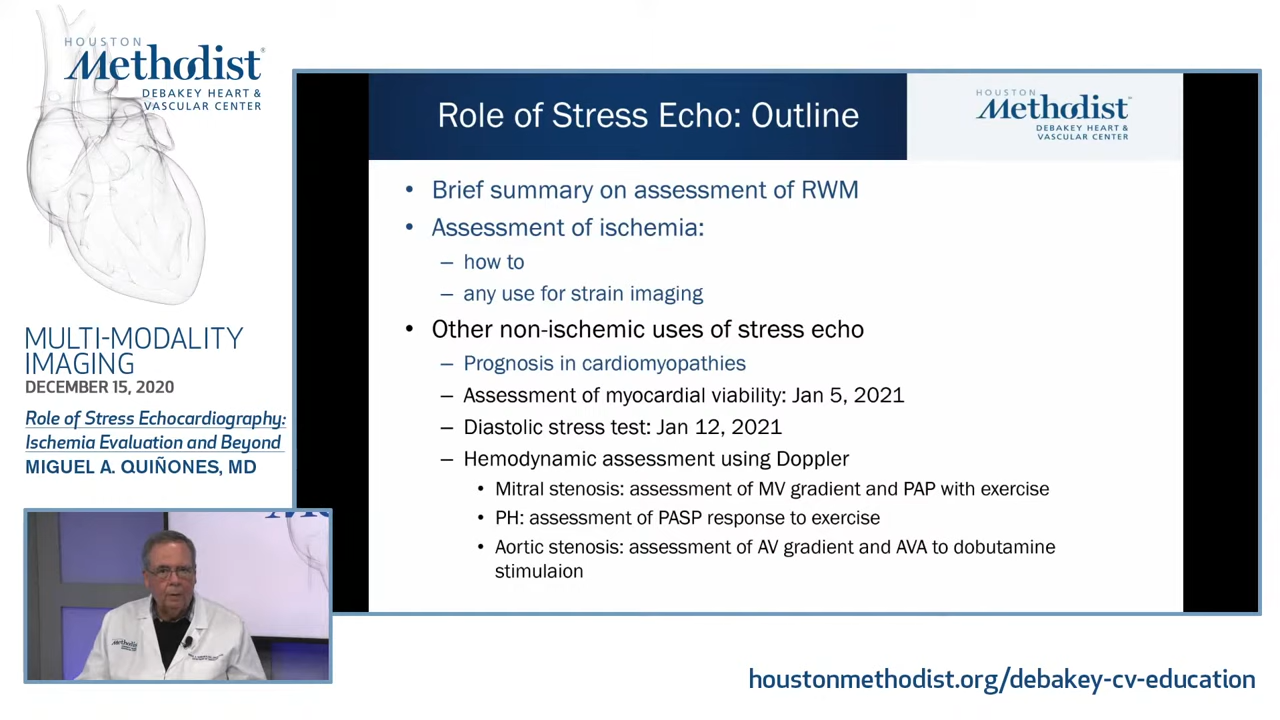 HOUSTON
Methodist
DEBAKEY HEART &
VASCULAR CENTER
MULTI-MODALITY
IMAGING
DECEMBER 15, 2020
Role of Stress Echocardiography:
Ischemia Evaluation and Beyond
MIGUEL A. QUIÑONES, MD
Role of Stress Echo: Outline
HOUSTON
Methodist
DEBAKEY HEART &
VASCULAR CENTER
• Brief summary on assessment of RWM
• Assessment of ischemia:
– how to
– any use for strain imaging
• Other non-ischemic uses of stress echo
– Prognosis in cardiomyopathies
– Assessment of myocardial viability: Jan 5, 2021
– Diastolic stress test: Jan 12, 2021
– Hemodynamic assessment using Doppler
• Mitral stenosis: assessment of MV gradient and PAP with exercise
• PH: assessment of PASP response to exercise
• Aortic stenosis: assessment of AV gradient and AVA to dobutamine
stimulaion
Methodist
houstonmethodist.org/debakey-cv-education